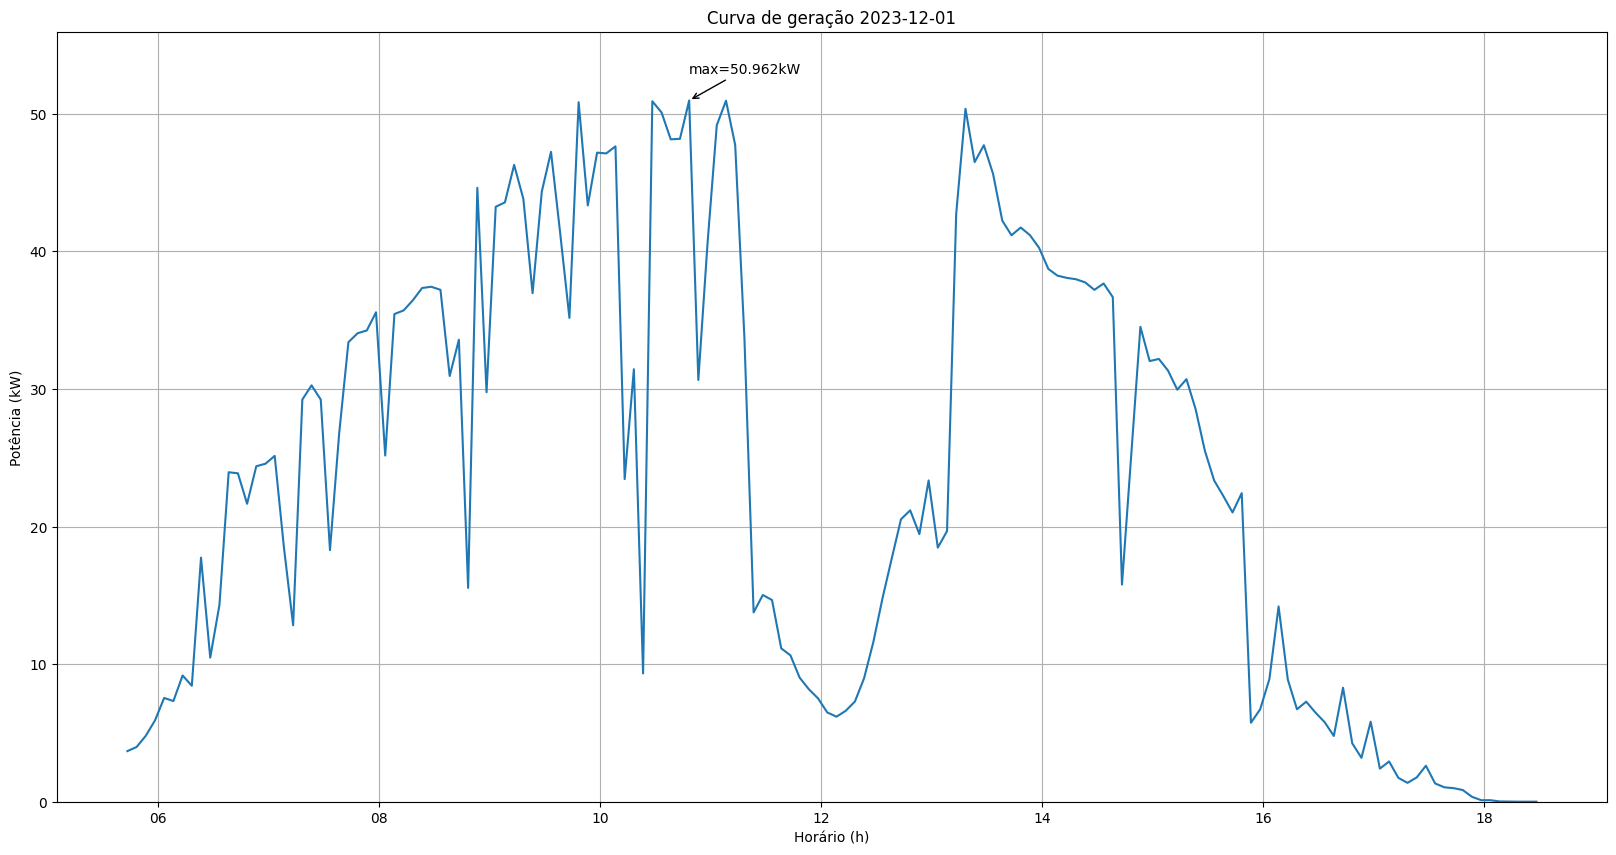 Curva de geração 2023-12-01
max=50.962kW
50
40
30
20
10
0
Potência (kW)
06 08 10 12 14 16 18
Horário (h)